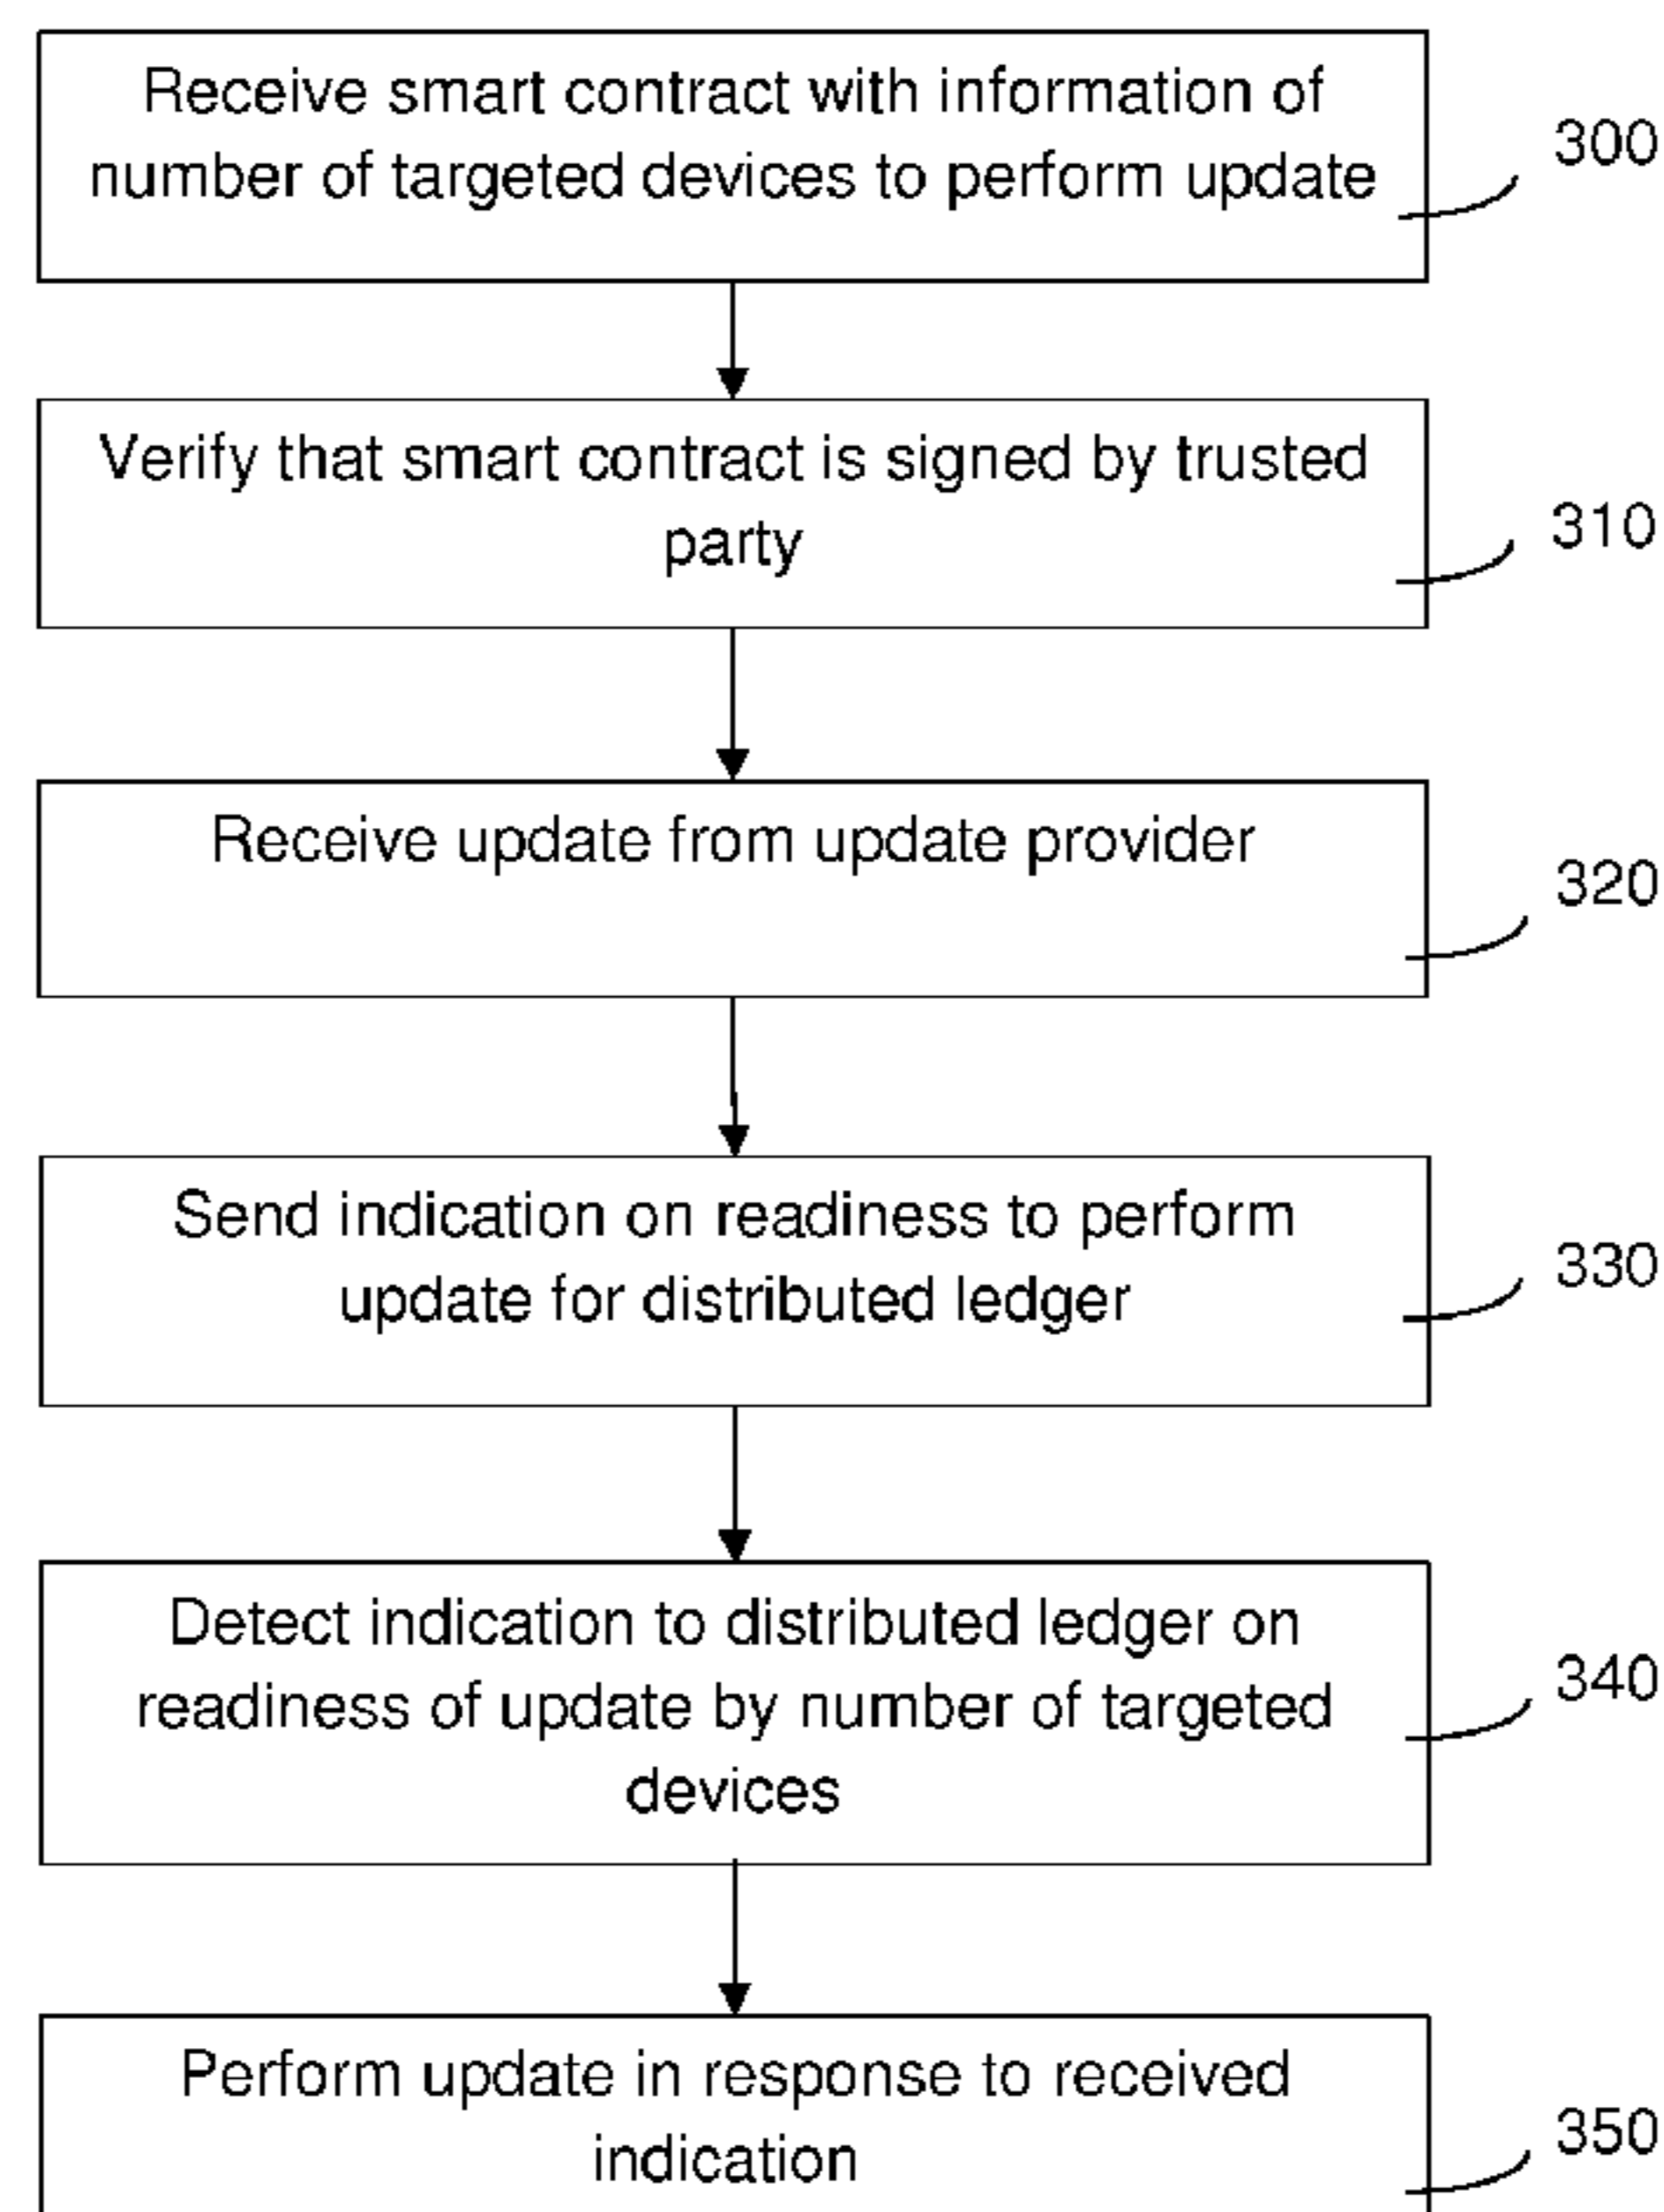 Receive smart contract with information of
number of targeted devices to perform update
300
Verify that smart contract is signed by trusted
party
310
Receive update from update provider
320
Send indication on readiness to perform
update for distributed ledger
330
Detect indication to distributed ledger on
readiness of update by number of targeted
devices
340
Perform update in response to received
indication
350